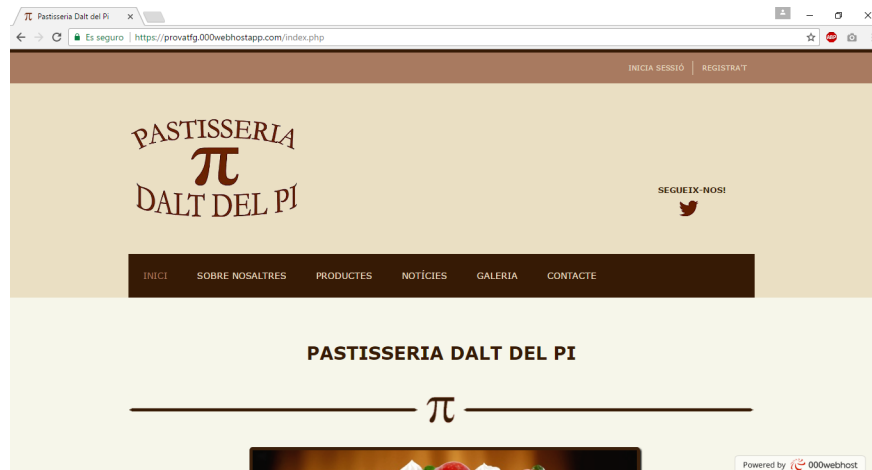 Pastisseria Dalt del Pi
Es seguro | https://provatfg.000webhostapp.com/index.php
ABP
INICIA SESSIÓ | REGISTRA'T
PASTISSERIA
π
DALT DEL PI
SEGUEIX-NOS!
INICI SOBRE NOSALTRES PRODUCTES NOTÍCIES GALERIA CONTACTE
PASTISSERIA DALT DEL PI
π
Powered by 000webhost